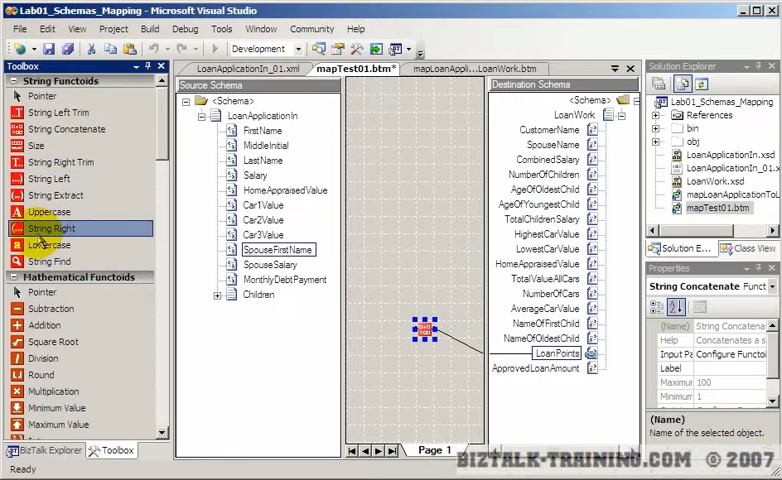 Lab01_Schemas_Mapping - Microsoft Visual Studio
File Edit View Project Build Debug Tools Window Community Help
Development
Toolbox
String Functoids
Pointer
String Left Trim
String Concatenate
Size
String Right Trim
String Left
String Extract
Uppercase
String Right
Lowercase
String Find
Mathematical Functoids
Pointer
Subtraction
Addition
Square Root
Division
Round
Multiplication
Minimum Value
Maximum Value
BizTalk Explorer Toolbox
Ready
LoanApplicationIn_01.xml mapTest01.btm* mapLoanAppli...LoanWork.btm
Source Schema
<Schema>
LoanApplicationIn
FirstName
MiddleInitial
LastName
Salary
HomeAppraisedValue
Car1Value
Car2Value
Car3Value
SpouseFirstName
SpouseSalary
MonthlyDebtPayment
Children
Page 1
Destination Schema
<Schema>
LoanWork
CustomerName
SpouseName
CombinedSalary
NumberOfChildren
AgeOfOldestChild
AgeOfYoungestChild
TotalChildrenSalary
HighestCarValue
LowestCarValue
HomeAppraisedValue
TotalValueAllCars
NumberOfCars
AverageCarValue
NameOfFirstChild
NameOfOldestChild
LoanPoints
ApprovedLoanAmount
Solution Explorer
Lab01_Schemas_Mapping
References
bin
obj
LoanApplicationIn.xsd
LoanApplicationIn_01.x
LoanWork.xsd
mapLoanApplicationToL
mapTest01.btm
Solution E... Class View
Properties
String Concatenate Funct
(Name) String Concatenate
Help Concatenates a s
Input Pa Configure Functo
Label
Maximum 100
Minimum 1
(Name)
Name of the selected object.
BIZTALK-TRAINING.COM © 2007